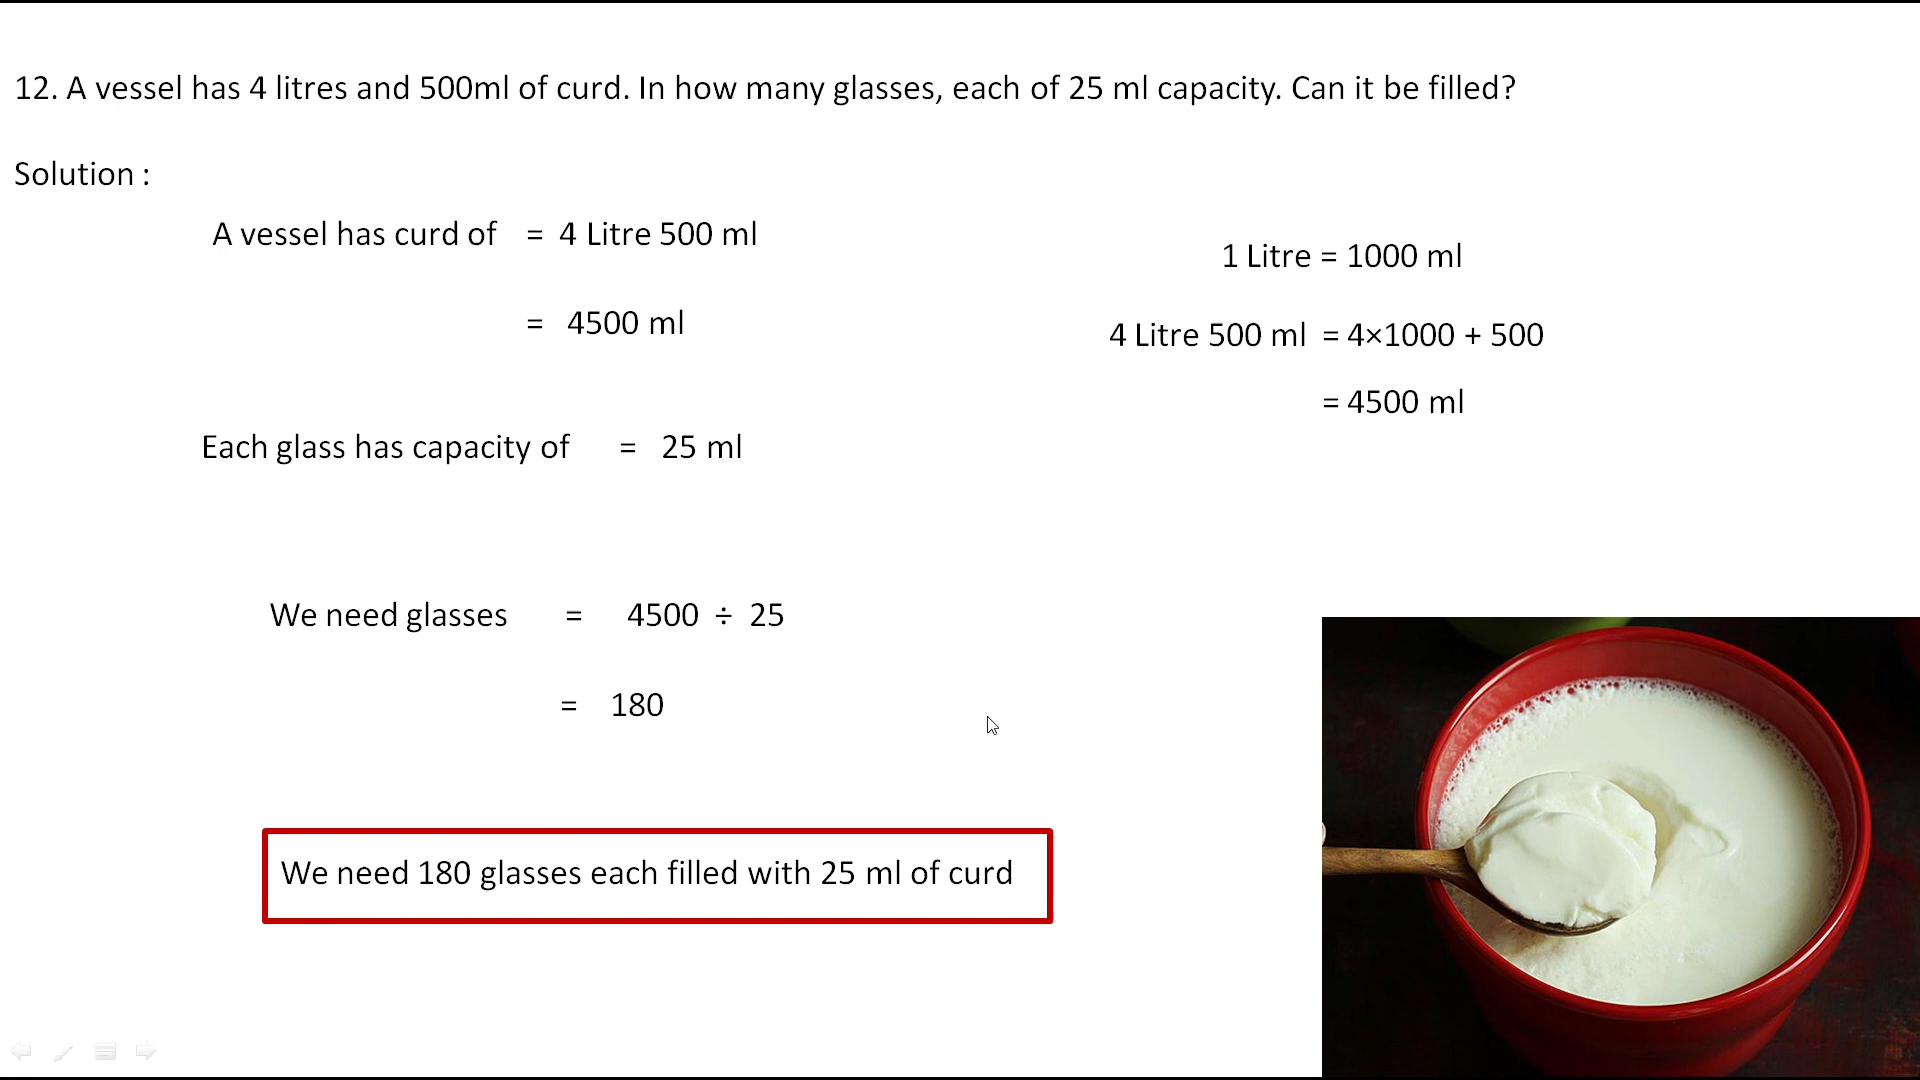 12. A vessel has 4 litres and 500ml of curd. In how many glasses, each of 25 ml capacity. Can it be filled?
Solution :
A vessel has curd of = 4 Litre 500 ml
= 4500 ml
1 Litre = 1000 ml
4 Litre 500 ml = 4×1000 + 500
= 4500 ml
Each glass has capacity of = 25 ml
We need glasses = 4500 ÷ 25
= 180
We need 180 glasses each filled with 25 ml of curd